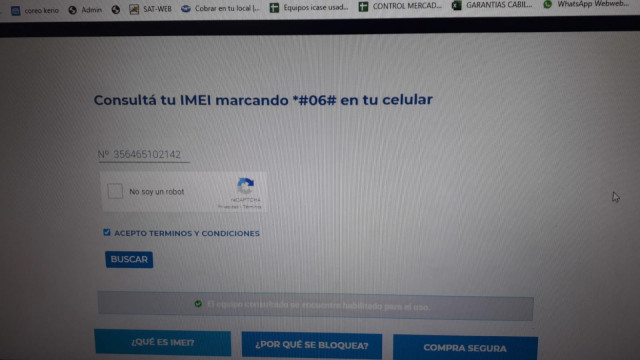 coreo keno Admin SAT-WEB Cobrar en tu local |... Equipos icase usad... CONTROL MERCAD... GARANTIAS CABIL... WhatsApp Webweb...
Consultá tu IMEI marcando *#06# en tu celular
Nº 356465102142
No soy un robot
reCAPTCHA
Privacidad - Términos
ACEPTO TERMINOS Y CONDICIONES
BUSCAR
El equipo consultado se encuentra habilitado para el uso
¿QUÉ ES IMEI? ¿POR QUÉ SE BLOQUEA? COMPRA SEGURA